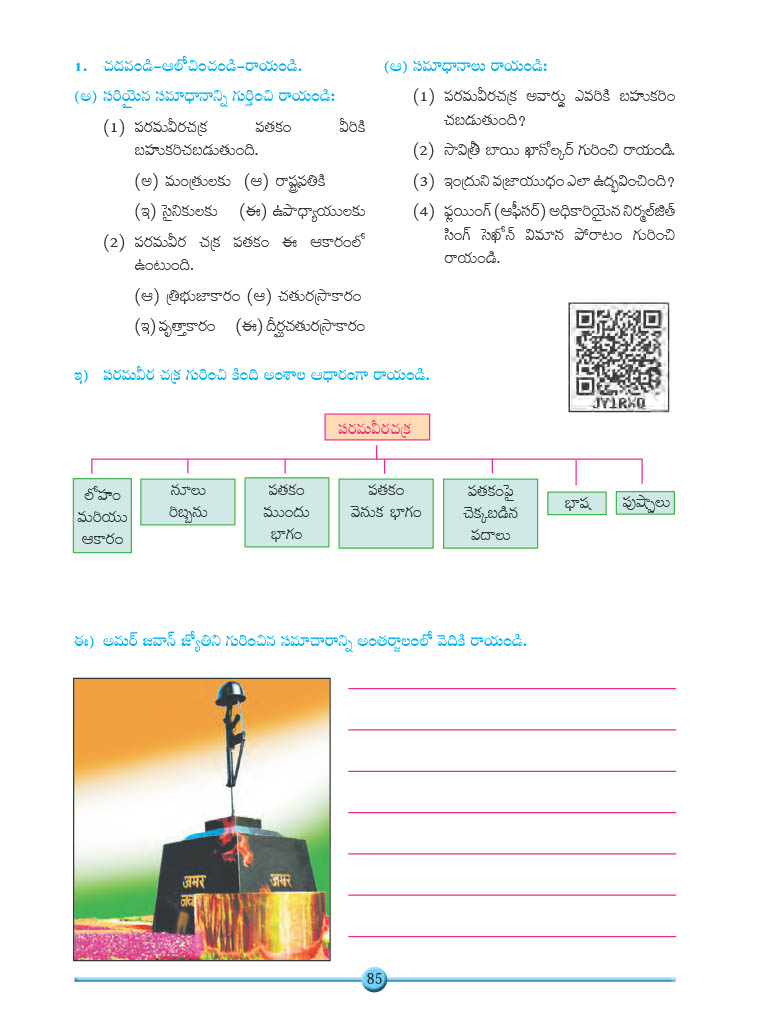 1. చదవండి-ఆలోచించండి-రాయండి.
(అ) సరియైన సమాధానాన్ని గుర్తించి రాయండి:
(1) పరమవీరచక్ర పతకం వీరికి
బహుకరిచబడుతుంది.
(అ) మంత్రులకు (ఆ) రాష్ట్రపతికి
(ఇ) సైనికులకు (ఈ) ఉపాధ్యాయులకు
(2) పరమవీర చక్ర పతకం ఈ ఆకారంలో
ఉంటుంది.
(ఆ) త్రిభుజాకారం (ఆ) చతురస్రాకారం
(ఇ) వృత్తాకారం (ఈ) దీర్ఘచతురస్రాకారం
(ఆ) సమాధానాలు రాయండి:
(1) పరమవీరచక్ర అవార్డు ఎవరికి బహుకరిం
చబడుతుంది?
(2) సావిత్రీ బాయి ఖానోల్కర్ గురించి రాయండి.
(3) ఇంద్రుని వజ్రాయుధం ఎలా ఉద్భవించింది?
(4) ఫ్లయింగ్ (ఆఫీసర్) అధికారియైన నిర్మల్‌జిత్
సింగ్ సెఖోన్ విమాన పోరాటం గురించి
రాయండి.
JY1RWQ
ఇ) పరమవీర చక్ర గురించి కింది అంశాల ఆధారంగా రాయండి.
పరమవీరచక్ర
లోహం
మరియు
ఆకారం
నూలు
రిబ్బను
పతకం
ముందు
భాగం
పతకం
వెనుక భాగం
పతకంపై
చెక్కబడిన
పదాలు
భాష
పుష్పాలు
ఈ) అమర్ జవాన్ జ్యోతిని గురించిన సమాచారాన్ని అంతర్జాలంలో వెదికి రాయండి.
अमर अमर
85